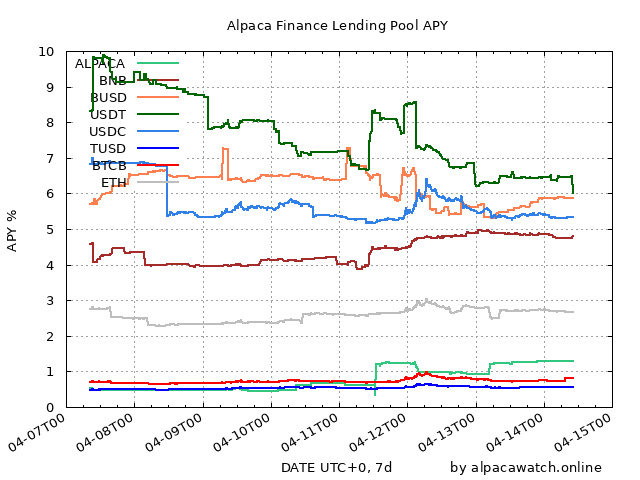 Alpaca Finance Lending Pool APY
10
9
8
7
6
5
4
3
2
1
0
APY %
ALPACA
BNB
BUSD
USDT
USDC
TUSD
BTCB
ETH
04-07T00
04-08T00
04-09T00
04-10T00
04-11T00
04-12T00
04-13T00
04-14T00
04-15T00
DATE UTC+0, 7d
by alpacawatch.online